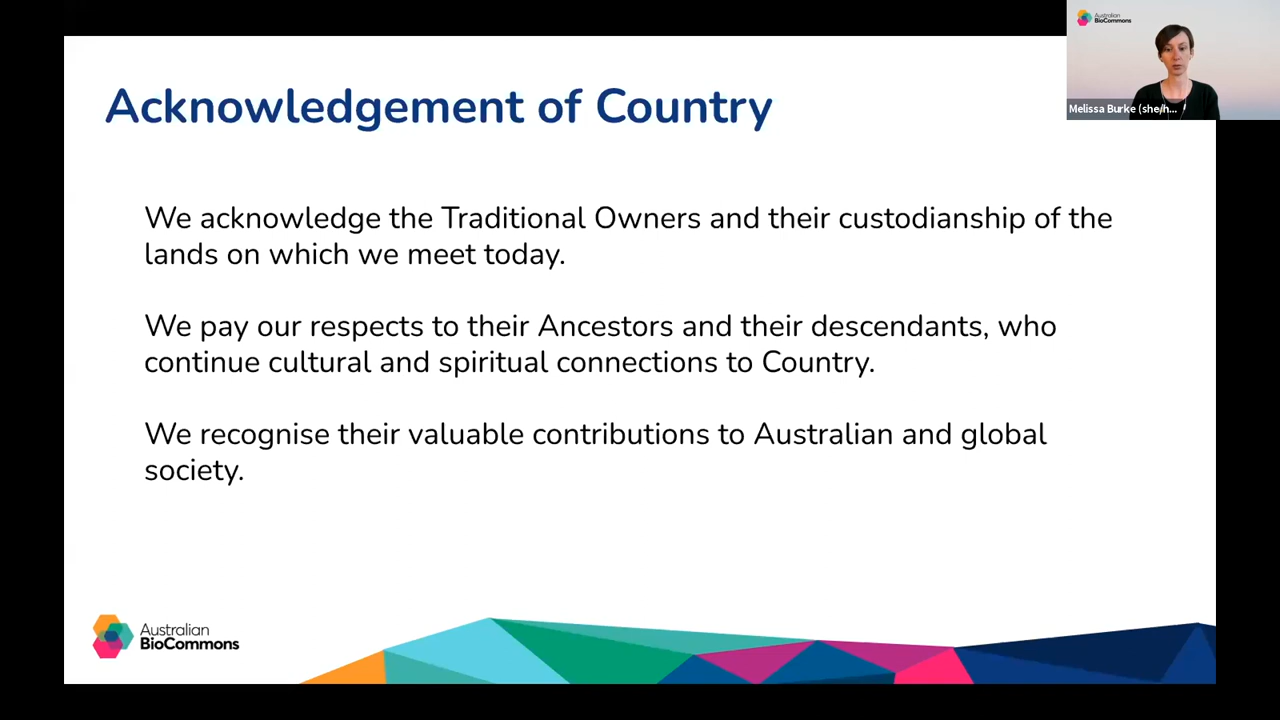 Australian
BioCommons
Melissa Burke (she/h...
Acknowledgement of Country
We acknowledge the Traditional Owners and their custodianship of the
lands on which we meet today.
We pay our respects to their Ancestors and their descendants, who
continue cultural and spiritual connections to Country.
We recognise their valuable contributions to Australian and global
society.
Australian
BioCommons